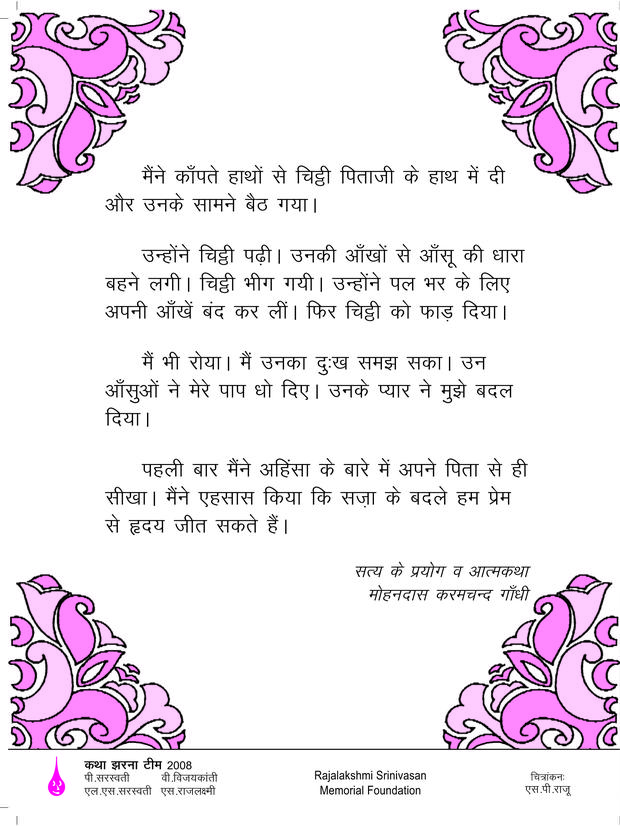 मैंने काँपते हाथों से चिट्ठी पिताजी के हाथ में दी
और उनके सामने बैठ गया।
उन्होंने चिट्ठी पढ़ी। उनकी आँखों से आँसू की धारा
बहने लगी। चिट्ठी भीग गयी। उन्होंने पल भर के लिए
अपनी आँखें बंद कर लीं। फिर चिट्ठी को फाड़ दिया।
मैं भी रोया। मैं उनका दुःख समझ सका। उन
आँसुओं ने मेरे पाप धो दिए। उनके प्यार ने मुझे बदल
दिया।
पहली बार मैंने अहिंसा के बारे में अपने पिता से ही
सीखा। मैंने एहसास किया कि सज़ा के बदले हम प्रेम
से हृदय जीत सकते हैं।
सत्य के प्रयोग व आत्मकथा
मोहनदास करमचन्द गाँधी
कथा झरना टीम 2008
पी.सरस्वती वी.विजयकांती
एल.एस.सरस्वती एस.राजलक्ष्मी
Rajalakshmi Srinivasan
Memorial Foundation
चित्रांकनः
एस.पी.राजू